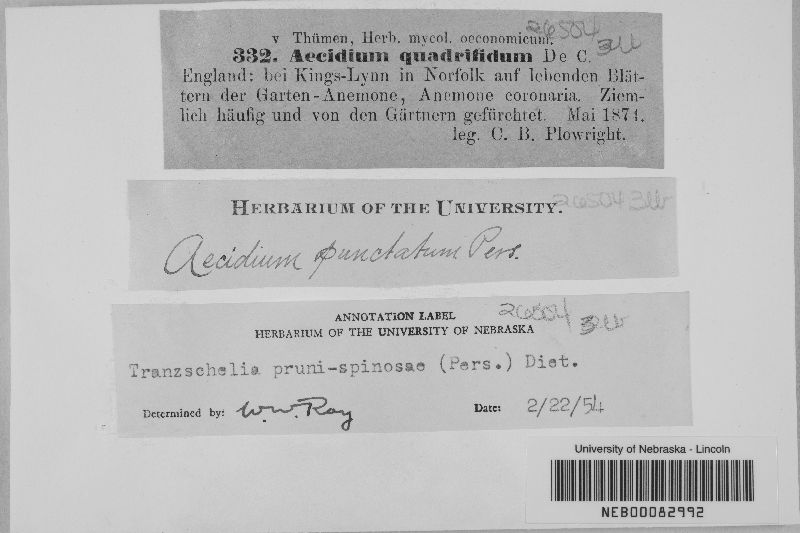 26504
3W
v Thümen, Herb. mycol. oeconomicum.
332. Aecidium quadrifidum De C.
England: bei Kings-Lynn in Norfolk auf lebenden Blät-
tern der Garten-Anemone, Anemone coronaria. Ziem-
lich häufig und von den Gärtnern gefürchtet. Mai 1874.
leg. C. B. Plowright.
26504 3W
HERBARIUM OF THE UNIVERSITY.
Aecidium punctatum Pers.
ANNOTATION LABEL
26504
3W
HERBARIUM OF THE UNIVERSITY OF NEBRASKA
Tranzschelia pruni-spinosae (Pers.) Diet.
Determined by: W.W. Ray Date: 2/22/54
University of Nebraska - Lincoln
NEB00082992